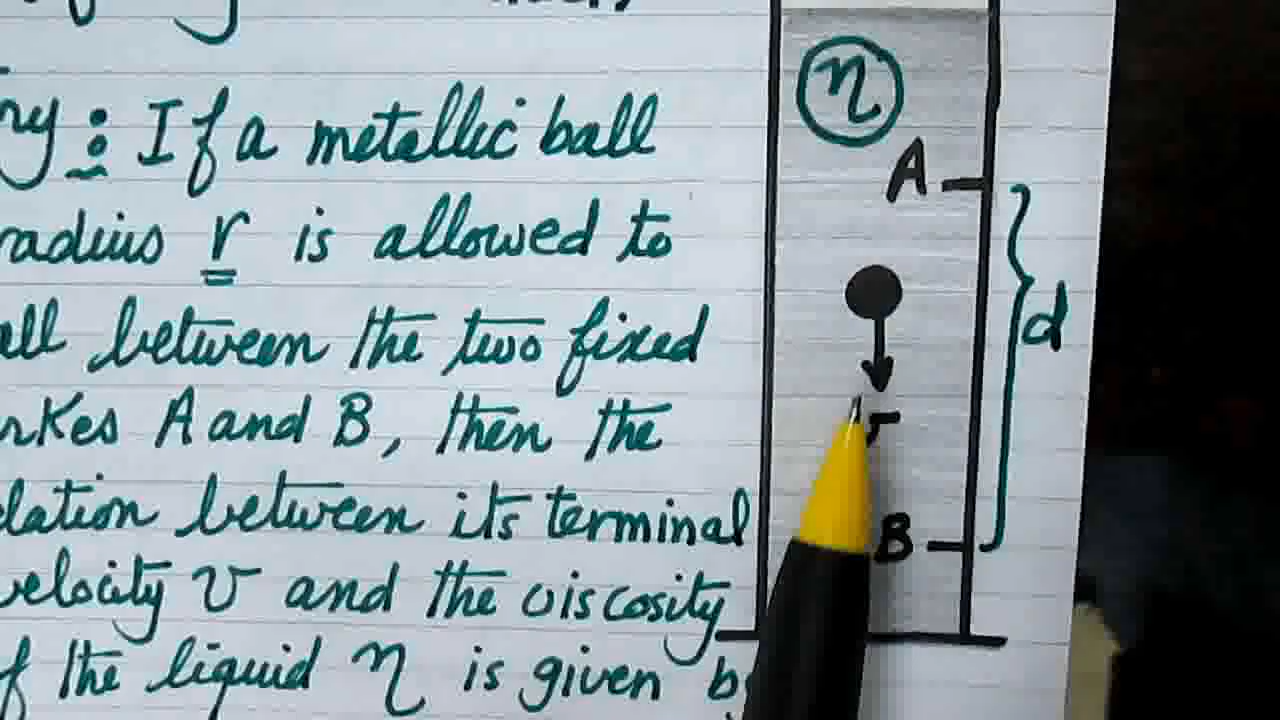 ry : If a metallic ball
radius r is allowed to
all between the two fixed
rkes A and B, then the
lation between its terminal
velocity v and the viscosity
f the liquid η is given b
η
A
d
B